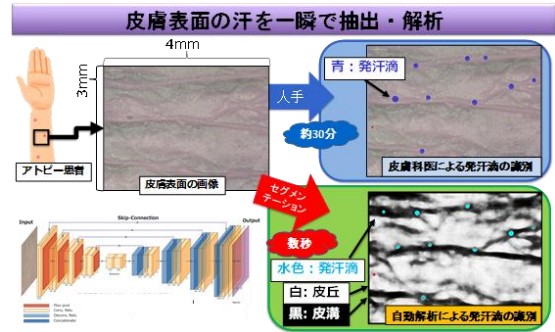 皮膚表面の汗を一瞬で抽出・解析
4mm
3mm
アトピー患者
皮膚表面の画像
人手
約30分
青：発汗滴
皮膚科医による発汗滴の識別
セグメン
テーション
数秒
水色：発汗滴
白: 皮丘
黒: 皮溝
自動解析による発汗滴の識別
Skip-Connection
Input
Output